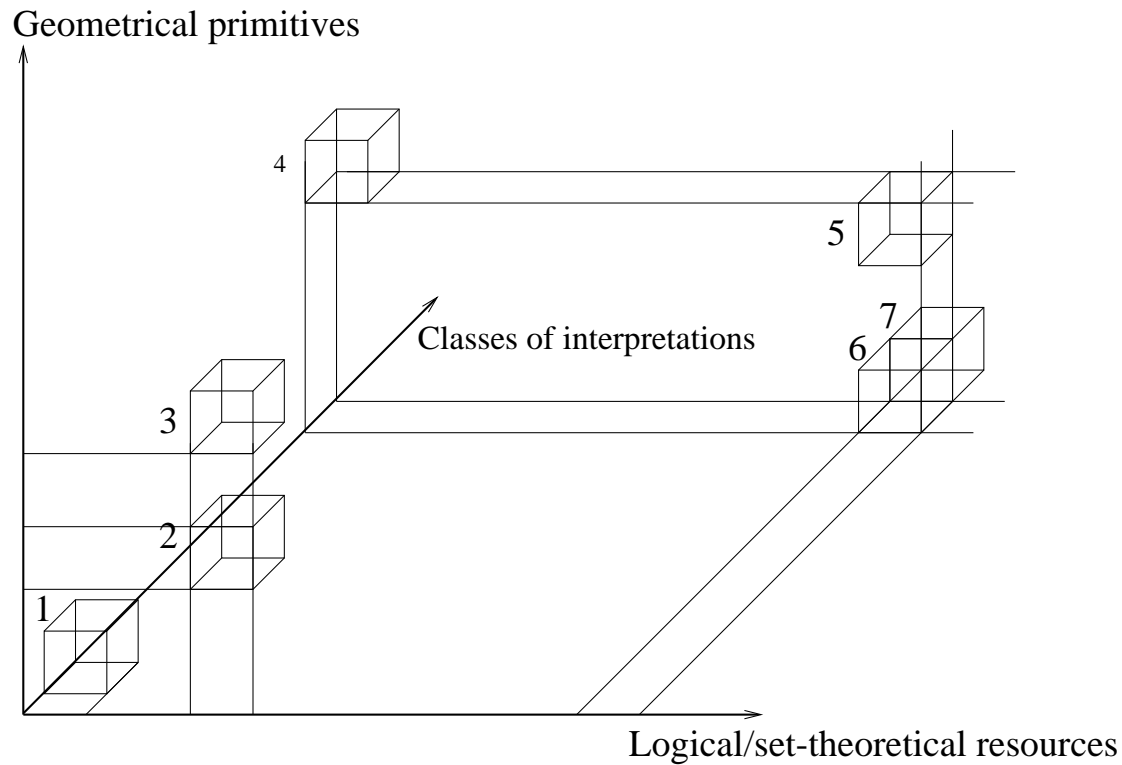 Geometrical primitives
4
5
7
Classes of interpretations
6
3
2
1
Logical/set-theoretical resources